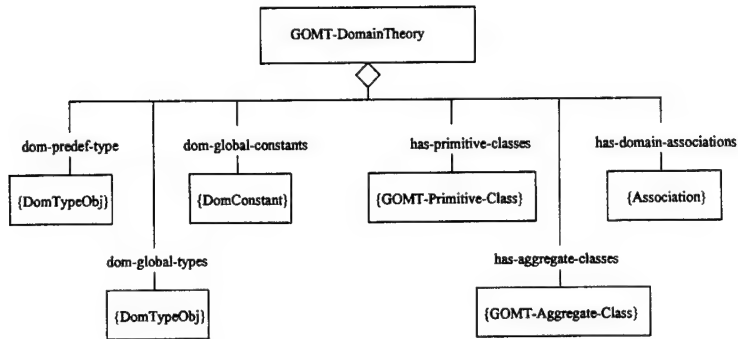 GOMT-DomainTheory
dom-predef-type
dom-global-constants
has-primitive-classes
has-domain-associations
{DomTypeObj}
{DomConstant}
{GOMT-Primitive-Class}
{Association}
dom-global-types
has-aggregate-classes
{DomTypeObj}
{GOMT-Aggregate-Class}